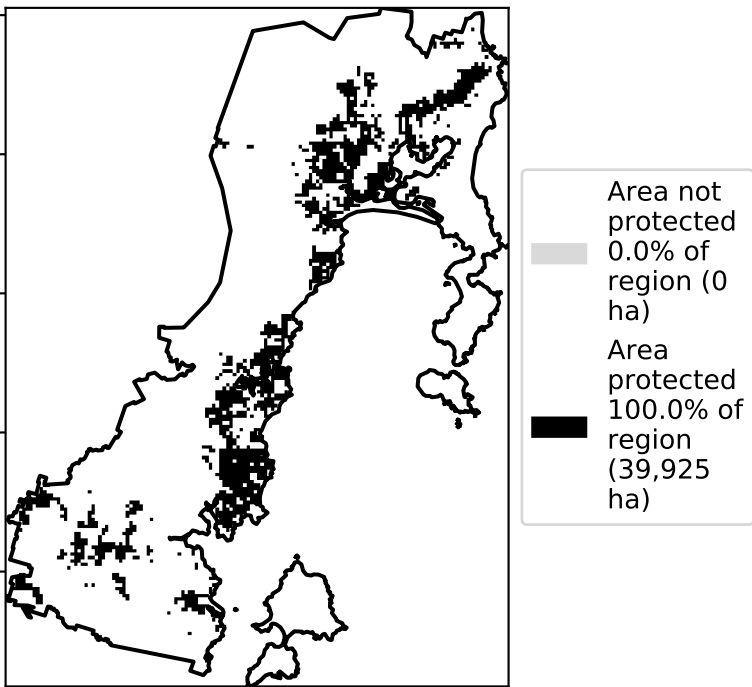 Area not
protected
0.0% of
region (0
ha)
Area
protected
100.0% of
region
(39,925
ha)